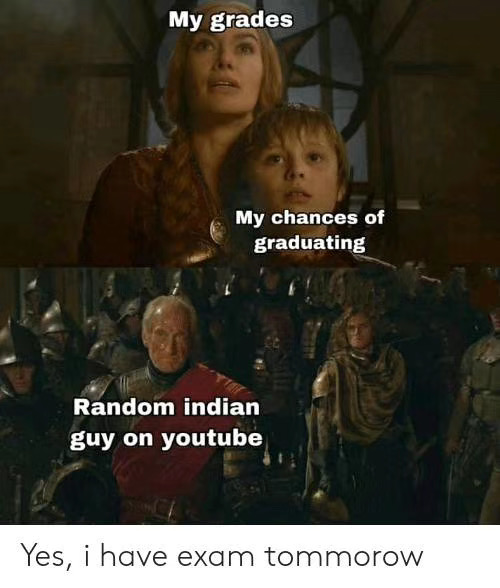 My grades
My chances of
graduating
Random indian
guy on youtube
Yes, i have exam tommorow